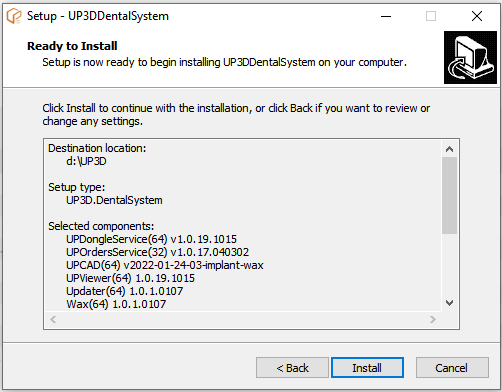 Setup - UP3DDentalSystem
Ready to Install
Setup is now ready to begin installing UP3DDentalSystem on your computer.
Click Install to continue with the installation, or click Back if you want to review or
change any settings.
Destination location:
d:\UP3D
Setup type:
UP3D.DentalSystem
Selected components:
UPDongleService(64) v1.0.19.1015
UPOrdersService(32) v1.0.17.040302
UPCAD(64) v2022-01-24-03-implant-wax
UPViewer(64) 1.0.19.1015
Updater(64) 1.0.1.0107
Wax(64) 1.0.1.0107
< Back
Install
Cancel